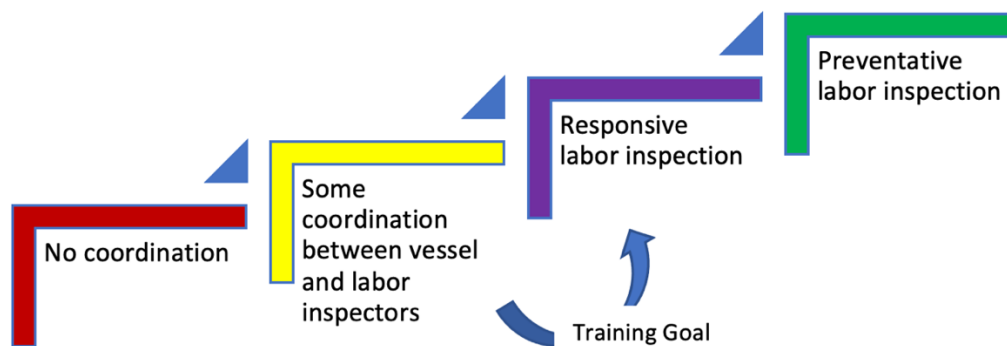 No coordination
Some
coordination
between vessel
and labor
inspectors
Responsive
labor inspection
Preventative
labor inspection
Training Goal